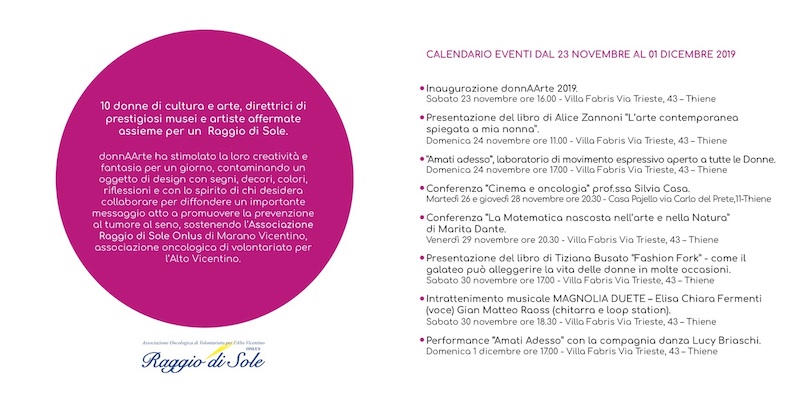 10 donne di cultura e arte, direttrici di
prestigiosi musei e artiste affermate
assieme per un Raggio di Sole.
donnAArte ha stimolato la loro creatività e
fantasia per un giorno, contaminando un
oggetto di design con segni, decori, colori,
riflessioni e con lo spirito di chi desidera
collaborare per diffondere un importante
messaggio atto a promuovere la prevenzione
al tumore al seno, sostenendo l'Associazione
Raggio di Sole Onlus di Marano Vicentino,
associazione oncologica di volontariato per
l'Alto Vicentino.
Associazione Oncologica di Volontariato per l'Alto Vicentino
ONLUS
Raggio di Sole
CALENDARIO EVENTI DAL 23 NOVEMBRE AL 01 DICEMBRE 2019
• Inaugurazione donnAArte 2019.
Sabato 23 novembre ore 16.00 - Villa Fabris Via Trieste, 43 – Thiene
• Presentazione del libro di Alice Zannoni "L'arte contemporanea
spiegata a mia nonna".
Domenica 24 novembre ore 11.00 - Villa Fabris Via Trieste, 43 – Thiene
• "Amati adesso", laboratorio di movimento espressivo aperto a tutte le Donne.
Domenica 24 novembre ore 17.00 - Villa Fabris Via Trieste, 43 – Thiene
• Conferenza "Cinema e oncologia" prof.ssa Silvia Casa.
Martedì 26 e giovedì 28 novembre ore 20.30 - Casa Pajello via Carlo del Prete,11-Thiene
• Conferenza "La Matematica nascosta nell'arte e nella Natura"
di Marita Dante.
Venerdì 29 novembre ore 20.30 - Villa Fabris Via Trieste, 43 – Thiene
• Presentazione del libro di Tiziana Busato "Fashion Fork" - come il
galateo può alleggerire la vita delle donne in molte occasioni.
Sabato 30 novembre ore 17.00 - Villa Fabris Via Trieste, 43 – Thiene
• Intrattenimento musicale MAGNOLIA DUETE – Elisa Chiara Fermenti
(voce) Gian Matteo Raoss (chitarra e loop station).
Sabato 30 novembre ore 18.30 - Villa Fabris Via Trieste, 43 – Thiene
• Performance "Amati Adesso" con la compagnia danza Lucy Briaschi.
Domenica 1 dicembre ore 17.00 - Villa Fabris Via Trieste, 43 – Thiene